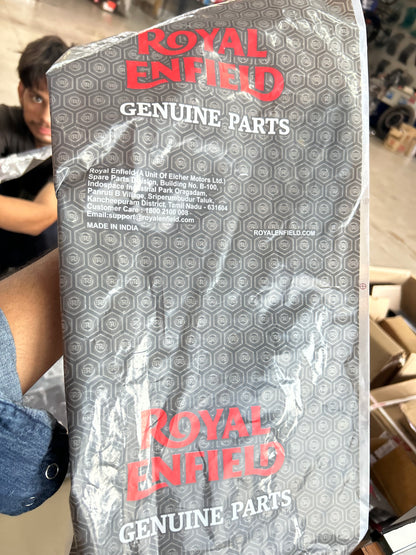 ROYAL
ENFIELD
GENUINE PARTS
Royal Enfield (A Unit Of Eicher Motors Ltd.)
Spare Parts Division, Building No. B-100,
Indospace Industrial Park Oragadam,
Panrus B Village, Sriperumbudur Taluk,
Kancheepuram District, Tamil Nadu - 631604
Customer Care : 1800 2100 008
Email:support@royalenfield.com
MADE IN INDIA
ROYALENFIELD.COM
ROYAL
ENFIELD
GENUINE PARTS